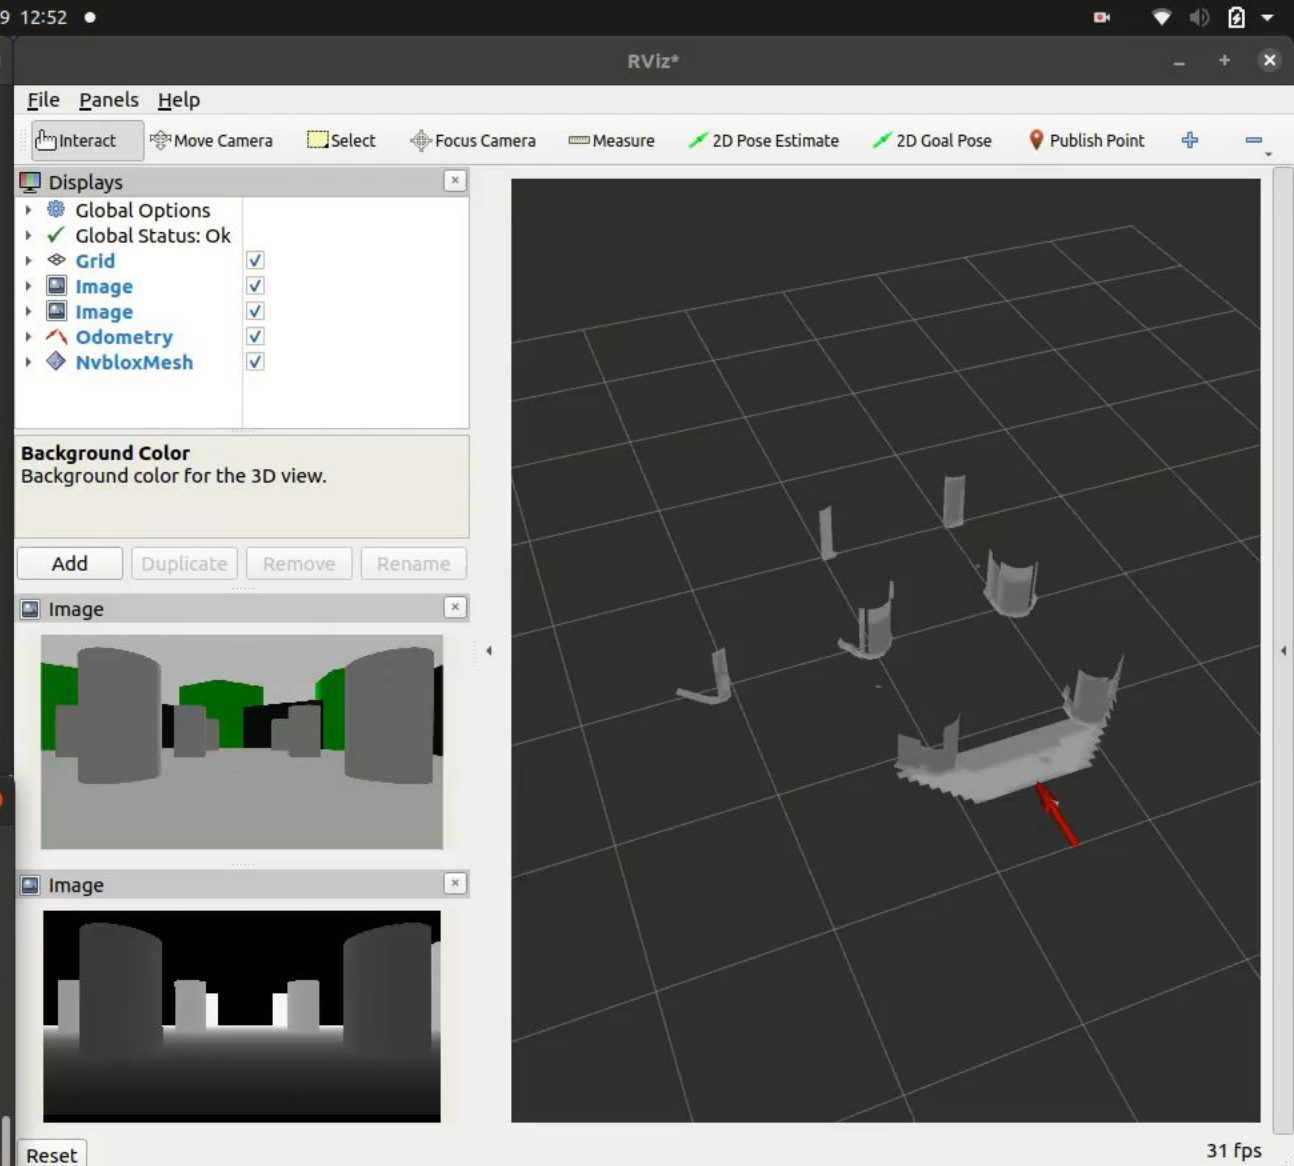 9 12:52
RViz*
File Panels Help
Interact Move Camera Select Focus Camera Measure 2D Pose Estimate 2D Goal Pose Publish Point
Displays
Global Options
Global Status: Ok
Grid
Image
Image
Odometry
NvbloxMesh
Background Color
Background color for the 3D view.
Add Duplicate Remove Rename
Image
Image
Reset
31 fps